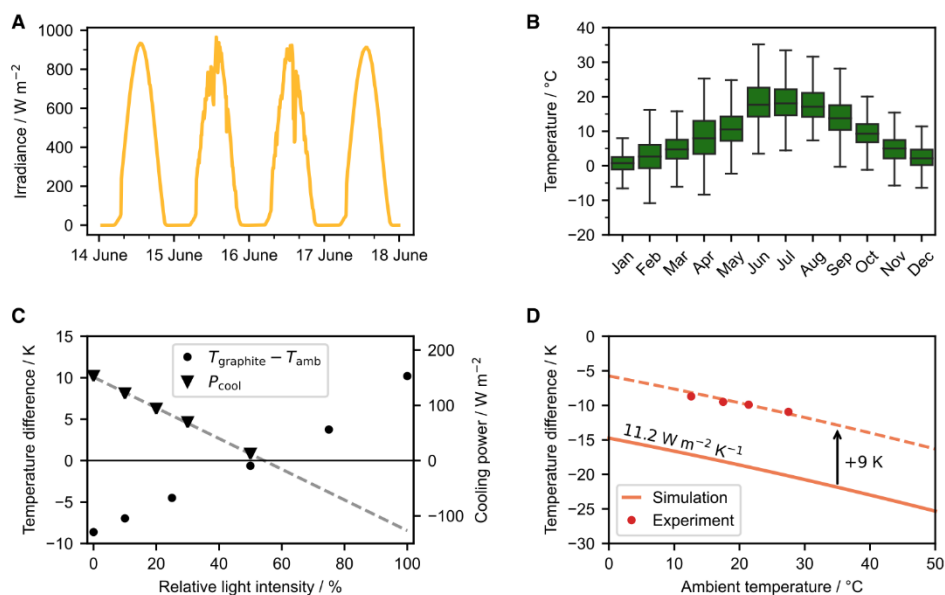 A
Irradiance / W m⁻²
1000
800
600
400
200
0
14 June 15 June 16 June 17 June 18 June
B
Temperature / °C
40
30
20
10
0
−10
−20
Jan Feb Mar Apr May Jun Jul Aug Sep Oct Nov Dec
C
Temperature difference / K
15
10
5
0
−5
−10
T_graphite − T_amb
P_cool
200
100
0
−100
Cooling power / W m⁻²
0 20 40 60 80 100
Relative light intensity / %
D
Temperature difference / K
0
−5
−10
−15
−20
−25
−30
11.2 W m⁻² K⁻¹
+9 K
Simulation
Experiment
0 10 20 30 40 50
Ambient temperature / °C